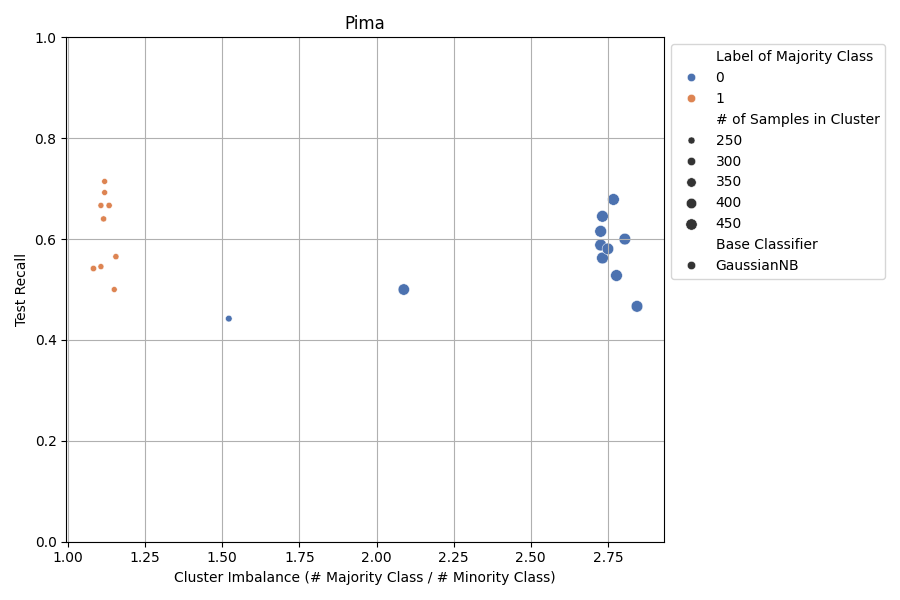 Pima
1.0
0.8
0.6
0.4
0.2
0.0
Test Recall
1.00 1.25 1.50 1.75 2.00 2.25 2.50 2.75
Cluster Imbalance (# Majority Class / # Minority Class)
Label of Majority Class
0
1
# of Samples in Cluster
250
300
350
400
450
Base Classifier
GaussianNB